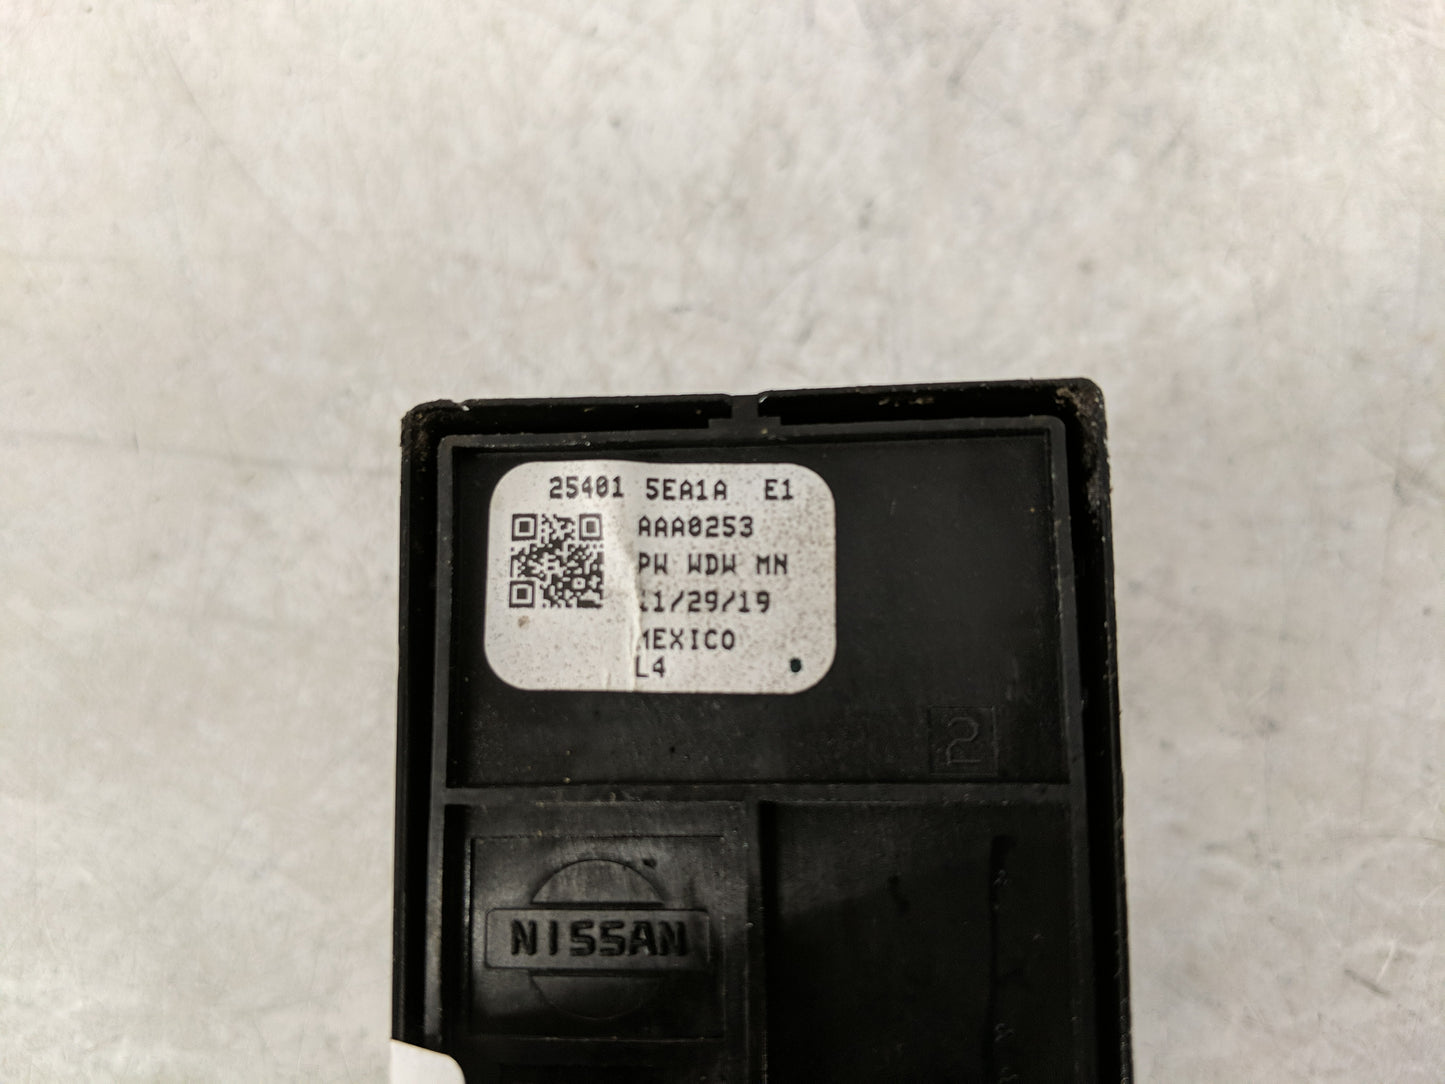 25401 5EA1A E1
AAA0253
PW WDW MN
11/29/19
MEXICO
L4
2
NISSAN